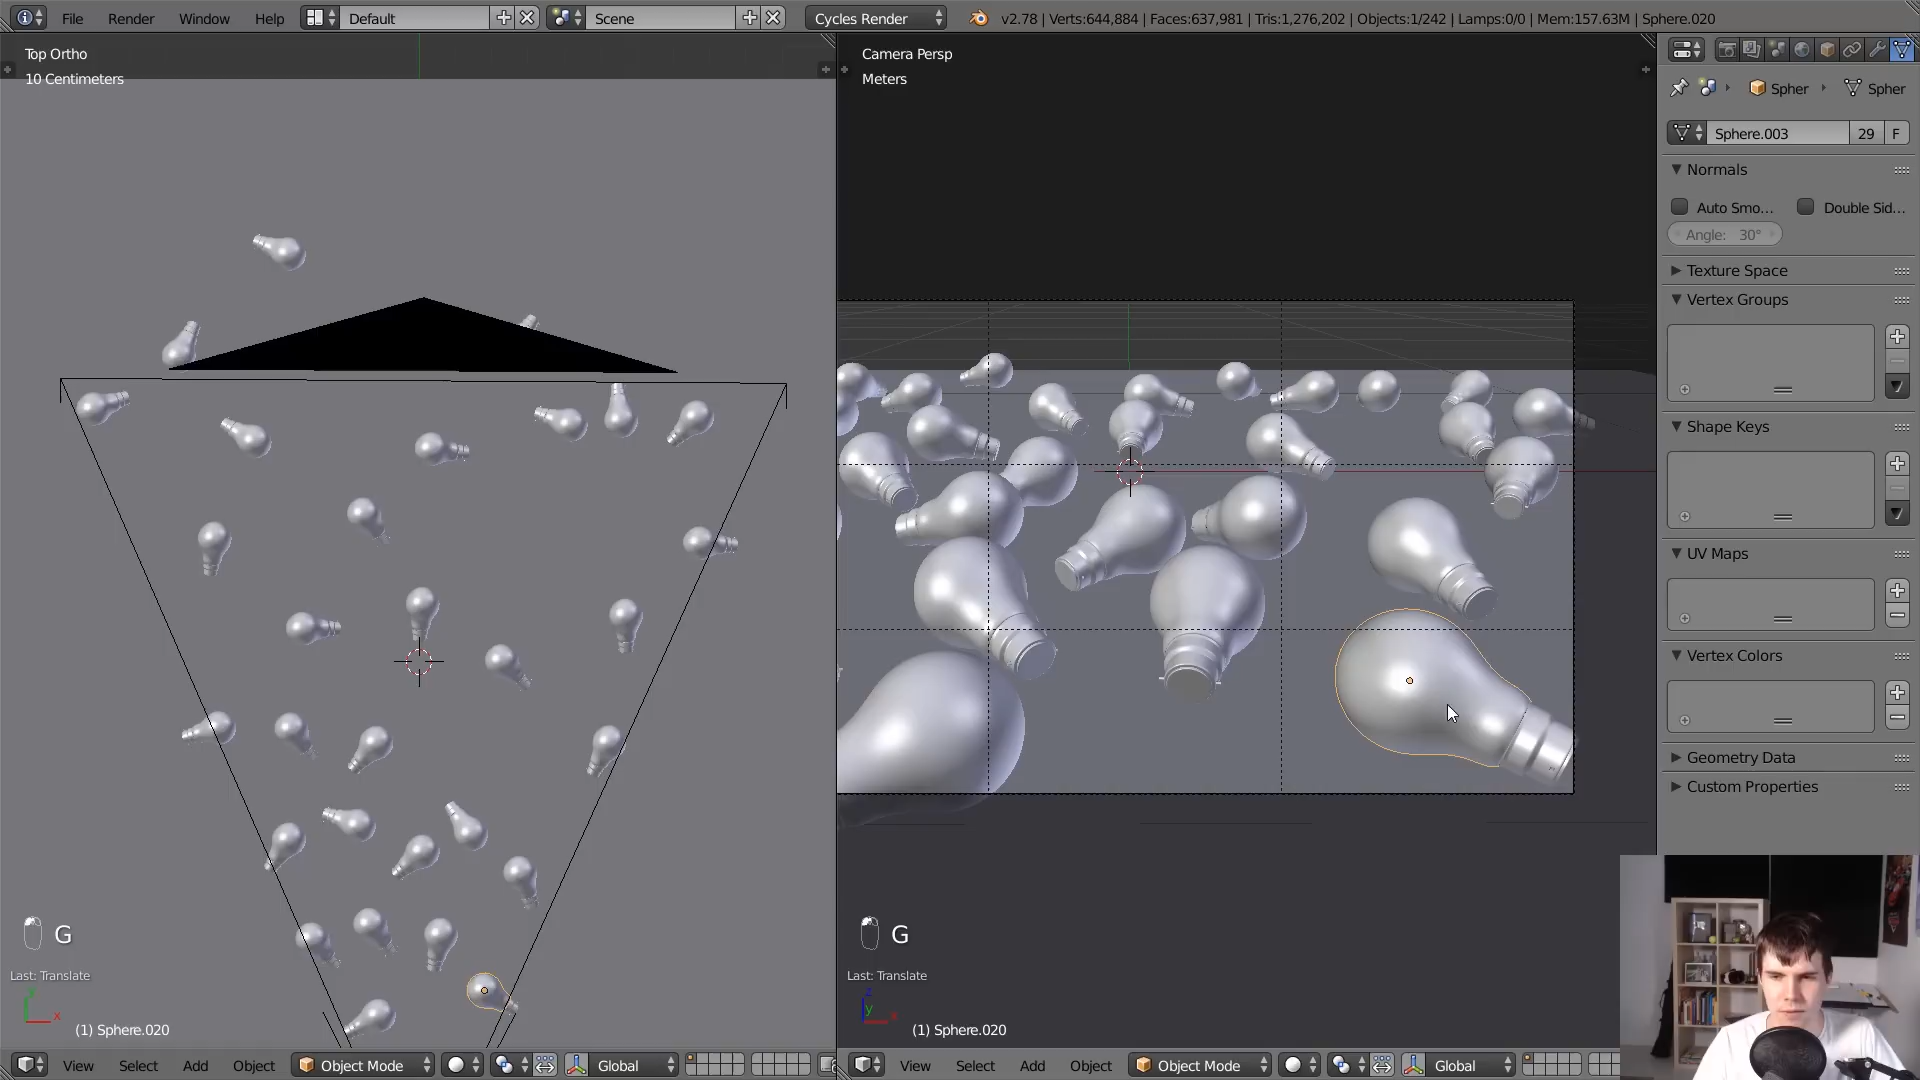 File Render Window Help Default Scene Cycles Render v2.78 | Verts:644,884 | Faces:637,981 | Tris:1,276,202 | Objects:1/242 | Lamps:0/0 | Mem:157.63M | Sphere.020
Top Ortho
10 Centimeters
Camera Persp
Meters
Spher Spher
Sphere.003 29 F
Normals
Auto Smo... Double Sid...
Angle: 30°
Texture Space
Vertex Groups
Shape Keys
UV Maps
Vertex Colors
Geometry Data
Custom Properties
G
Last: Translate
y
x
(1) Sphere.020
G
Last: Translate
z
y
x
(1) Sphere.020
View Select Add Object Object Mode Global
View Select Add Object Object Mode Global